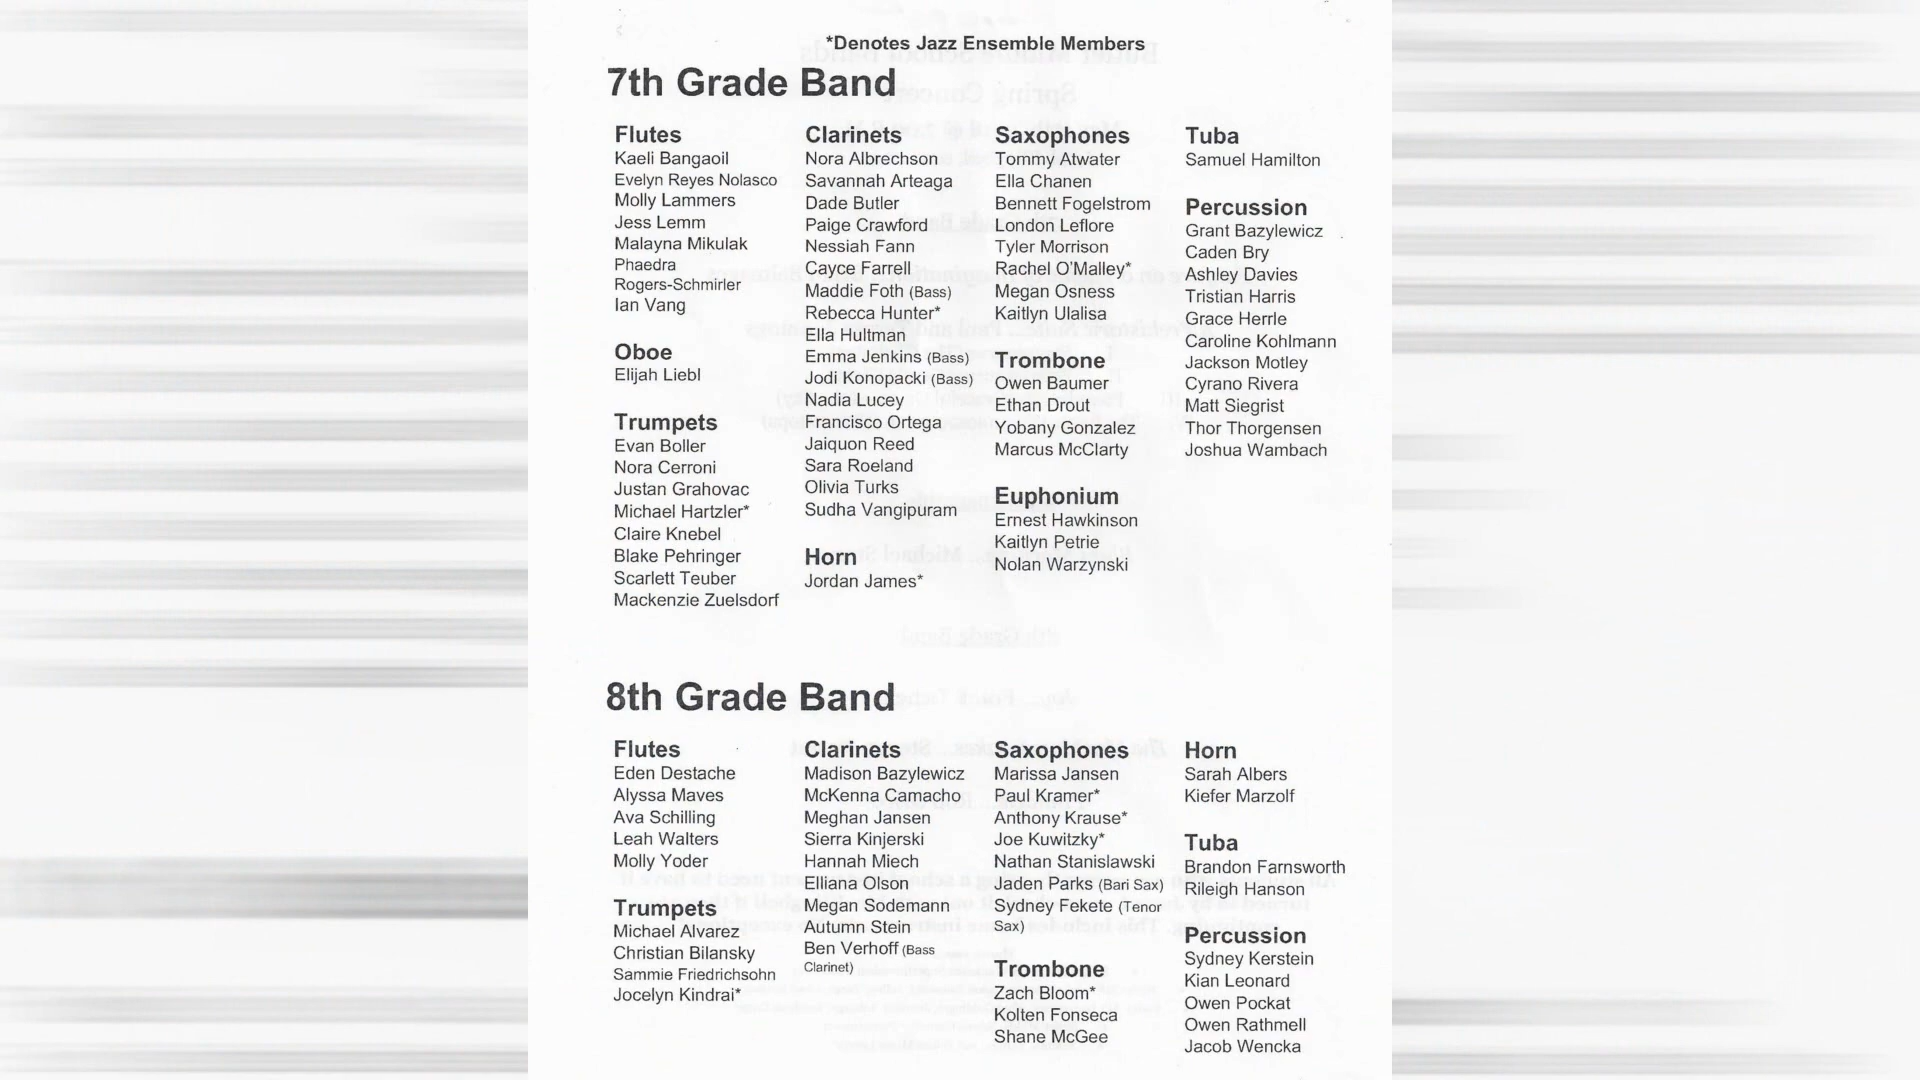 *Denotes Jazz Ensemble Members
7th Grade Band
Flutes
Kaeli Bangaoil
Evelyn Reyes Nolasco
Molly Lammers
Jess Lemm
Malayna Mikulak
Phaedra
Rogers-Schmirler
Ian Vang
Oboe
Elijah Liebl
Trumpets
Evan Boller
Nora Cerroni
Justan Grahovac
Michael Hartzler*
Claire Knebel
Blake Pehringer
Scarlett Teuber
Mackenzie Zuelsdorf
Clarinets
Nora Albrechson
Savannah Arteaga
Dade Butler
Paige Crawford
Nessiah Fann
Cayce Farrell
Maddie Foth (Bass)
Rebecca Hunter*
Ella Hultman
Emma Jenkins (Bass)
Jodi Konopacki (Bass)
Nadia Lucey
Francisco Ortega
Jaiquon Reed
Sara Roeland
Olivia Turks
Sudha Vangipuram
Horn
Jordan James*
Saxophones
Tommy Atwater
Ella Chanen
Bennett Fogelstrom
London Leflore
Tyler Morrison
Rachel O'Malley*
Megan Osness
Kaitlyn Ulalisa
Trombone
Owen Baumer
Ethan Drout
Yobany Gonzalez
Marcus McClarty
Euphonium
Ernest Hawkinson
Kaitlyn Petrie
Nolan Warzynski
Tuba
Samuel Hamilton
Percussion
Grant Bazylewicz
Caden Bry
Ashley Davies
Tristian Harris
Grace Herrle
Caroline Kohlmann
Jackson Motley
Cyrano Rivera
Matt Siegrist
Thor Thorgensen
Joshua Wambach
8th Grade Band
Flutes
Eden Destache
Alyssa Maves
Ava Schilling
Leah Walters
Molly Yoder
Trumpets
Michael Alvarez
Christian Bilansky
Sammie Friedrichsohn
Jocelyn Kindrai*
Clarinets
Madison Bazylewicz
McKenna Camacho
Meghan Jansen
Sierra Kinjerski
Hannah Miech
Elliana Olson
Megan Sodemann
Autumn Stein
Ben Verhoff (Bass
Clarinet)
Saxophones
Marissa Jansen
Paul Kramer*
Anthony Krause*
Joe Kuwitzky*
Nathan Stanislawski
Jaden Parks (Bari Sax)
Sydney Fekete (Tenor
Sax)
Trombone
Zach Bloom*
Kolten Fonseca
Shane McGee
Horn
Sarah Albers
Kiefer Marzolf
Tuba
Brandon Farnsworth
Rileigh Hanson
Percussion
Sydney Kerstein
Kian Leonard
Owen Pockat
Owen Rathmell
Jacob Wencka